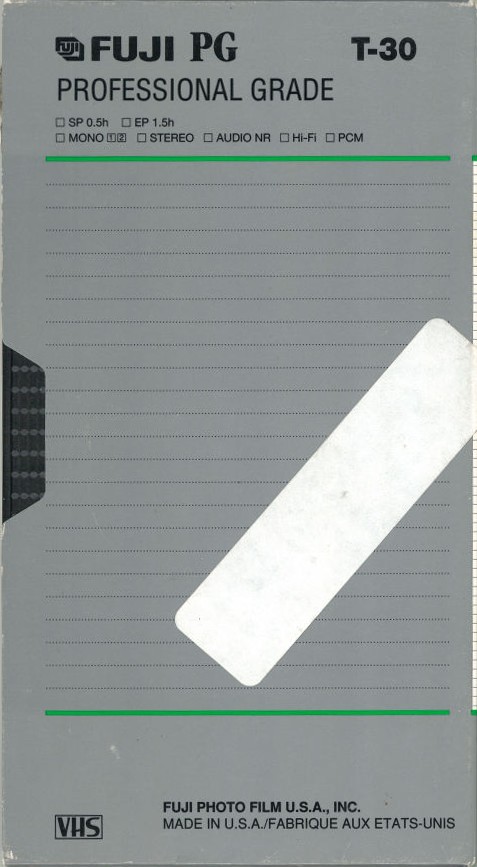 FUJI FUJI PG T-30
PROFESSIONAL GRADE
□ SP 0.5h □ EP 1.5h
□ MONO 1 2 □ STEREO □ AUDIO NR □ Hi-Fi □ PCM
FUJI PHOTO FILM U.S.A., INC.
VHS MADE IN U.S.A./FABRIQUE AUX ETATS-UNIS